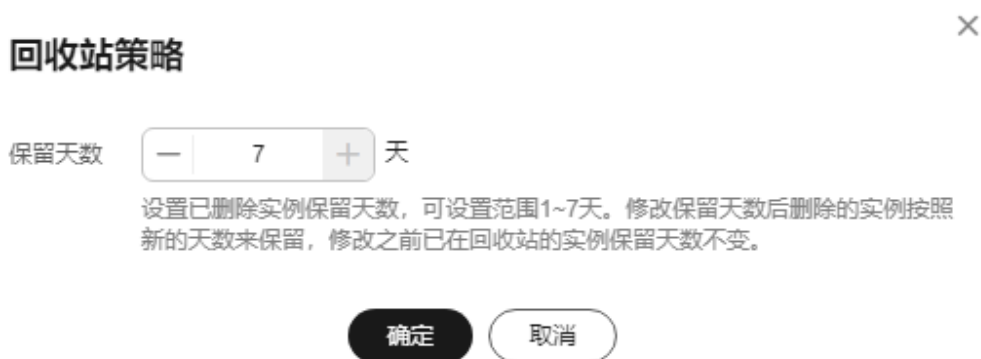 回收站策略
保留天数 7 天
设置已删除实例保留天数，可设置范围1~7天。修改保留天数后删除的实例按照
新的天数来保留，修改之前已在回收站的实例保留天数不变。
确定 取消